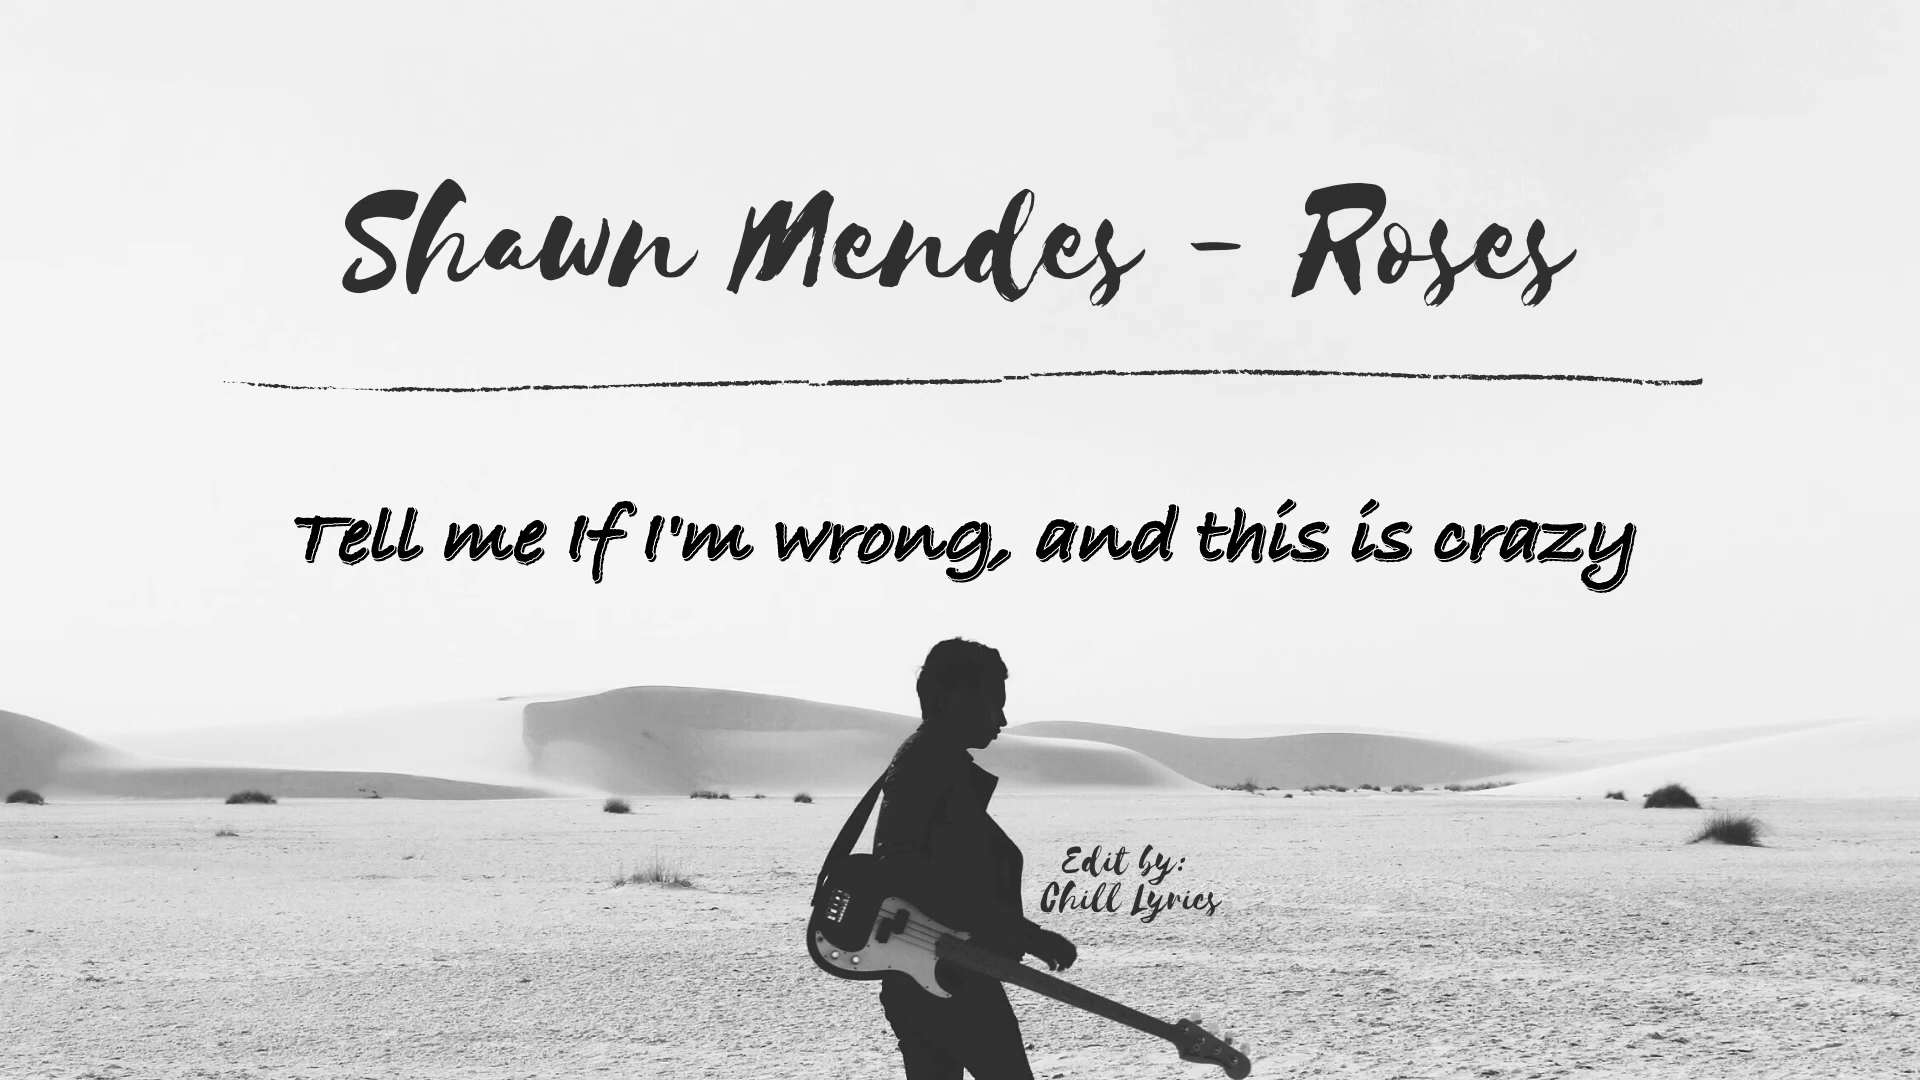 Shawn Mendes - Roses
Tell me If I'm wrong, and this is crazy
Edit by:
Chill Lyrics